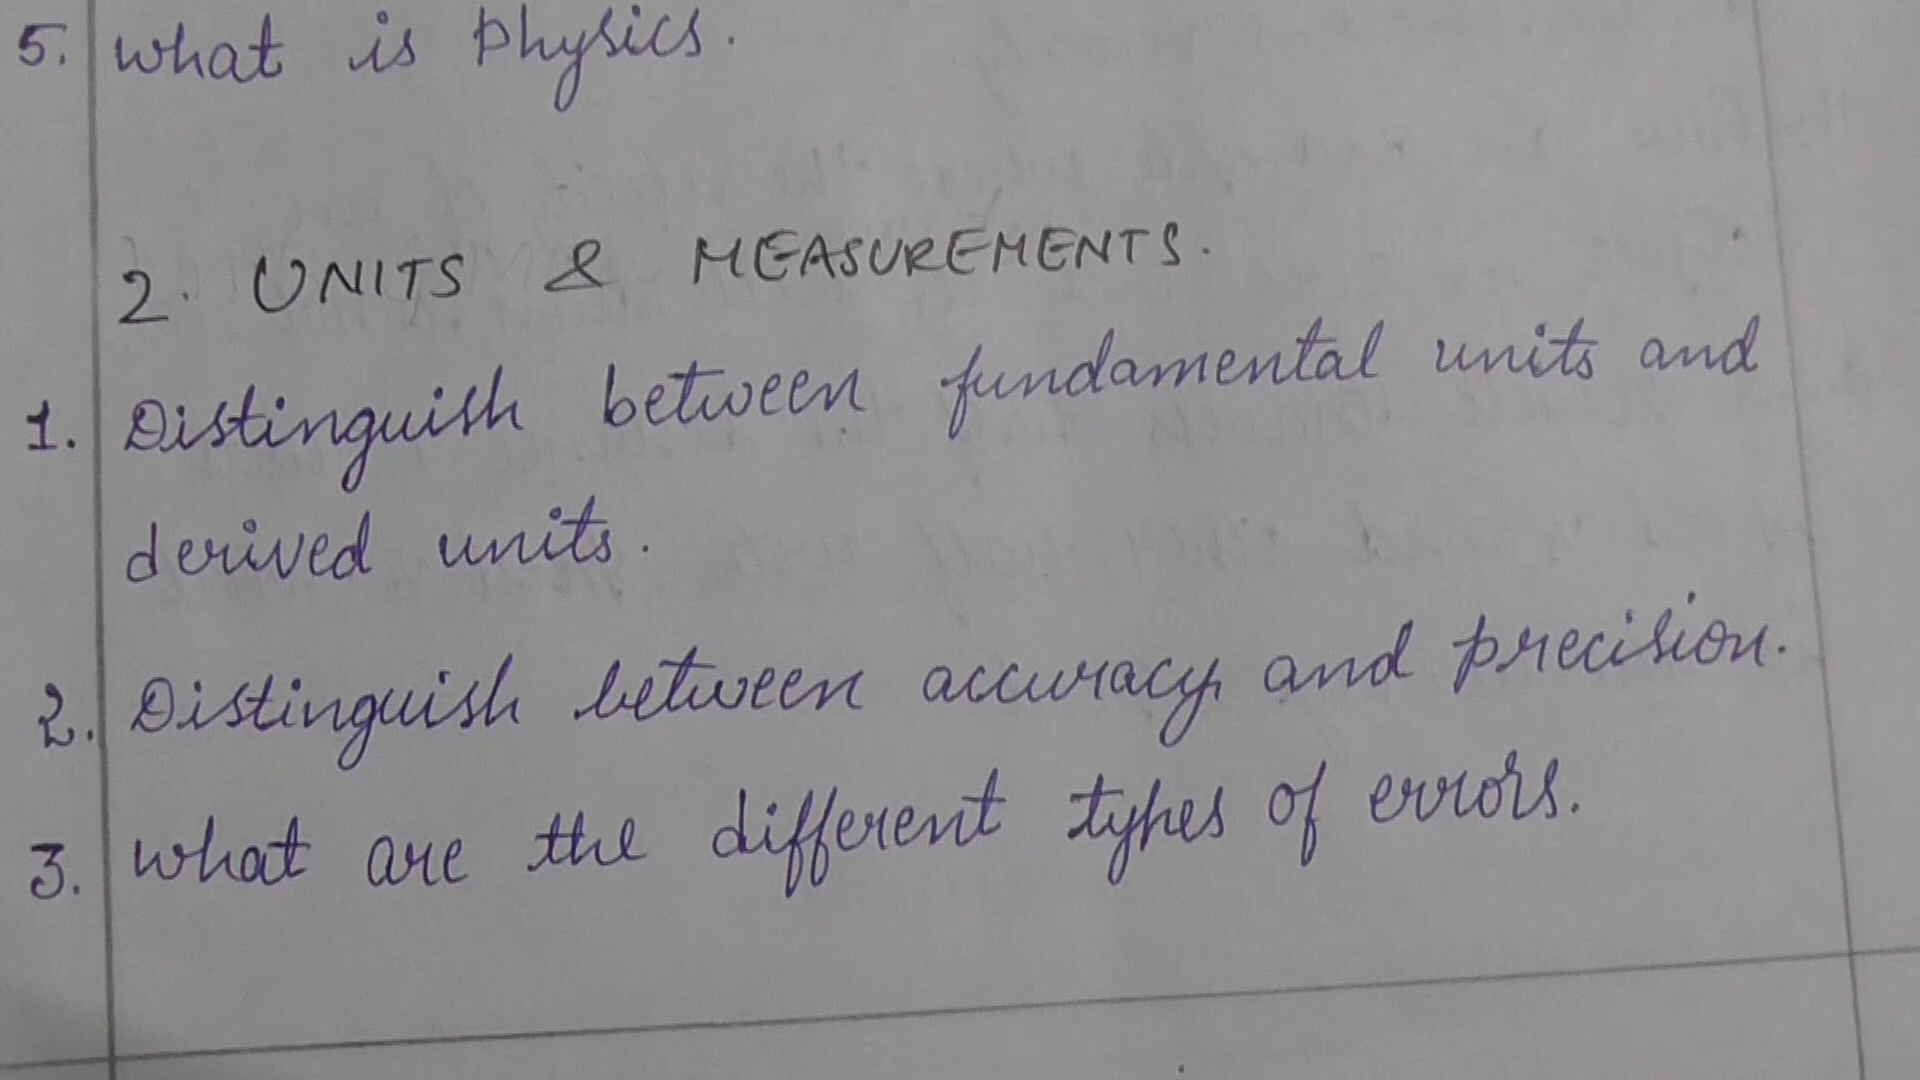 5. What is Physics.
2. UNITS & MEASUREMENTS.
1. Distinguish between fundamental units and
derived units.
2. Distinguish between accuracy and precision.
3. What are the different types of errors.